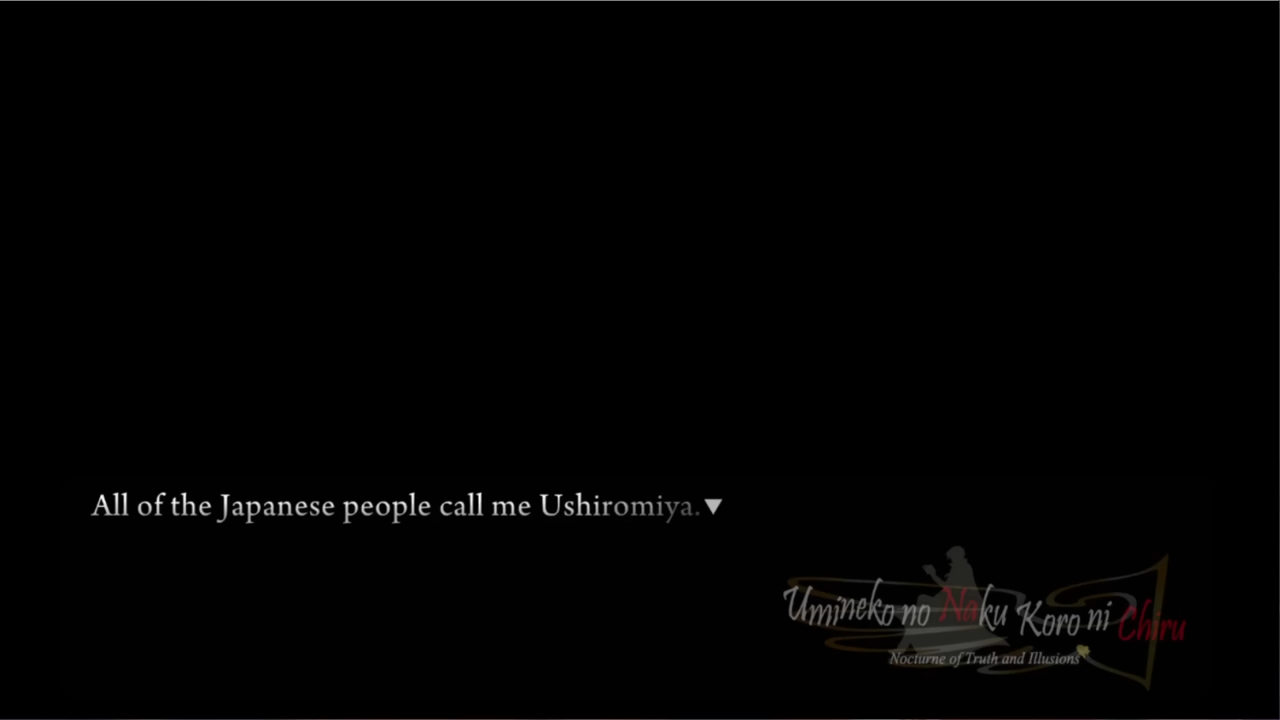 All of the Japanese people call me Ushiromiya.
Umineko no Naku Koro ni Chiru
Nocturne of Truth and Illusions